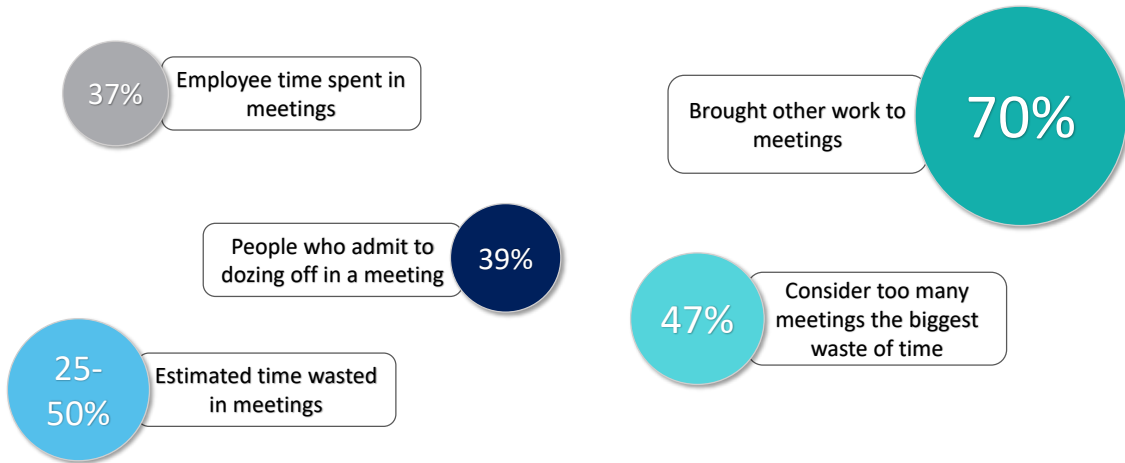 37%
Employee time spent in
meetings
70%
Brought other work to
meetings
People who admit to
dozing off in a meeting
39%
47%
Consider too many
meetings the biggest
waste of time
25-
50%
Estimated time wasted
in meetings